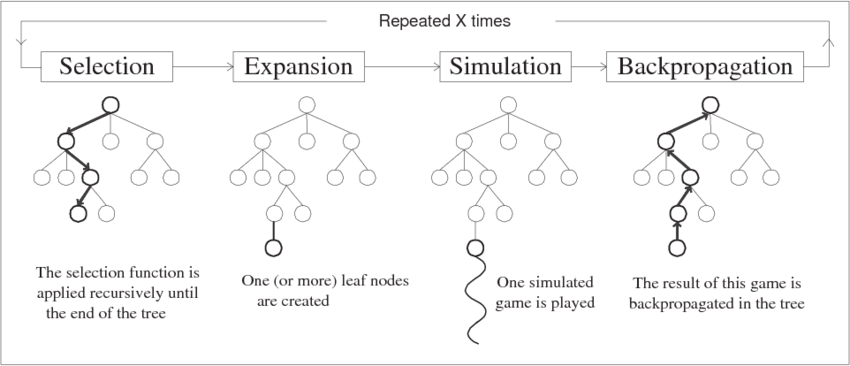 Repeated X times
Selection
Expansion
Simulation
Backpropagation
The selection function is
applied recursively until
the end of the tree
One (or more) leaf nodes
are created
One simulated
game is played
The result of this game is
backpropagated in the tree